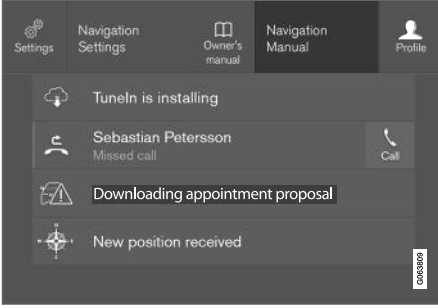 Settings
Navigation
Settings
Owner's
manual
Navigation
Manual
Profile
TuneIn is installing
Sebastian Petersson
Missed call
Call
Downloading appointment proposal
New position received
G063809